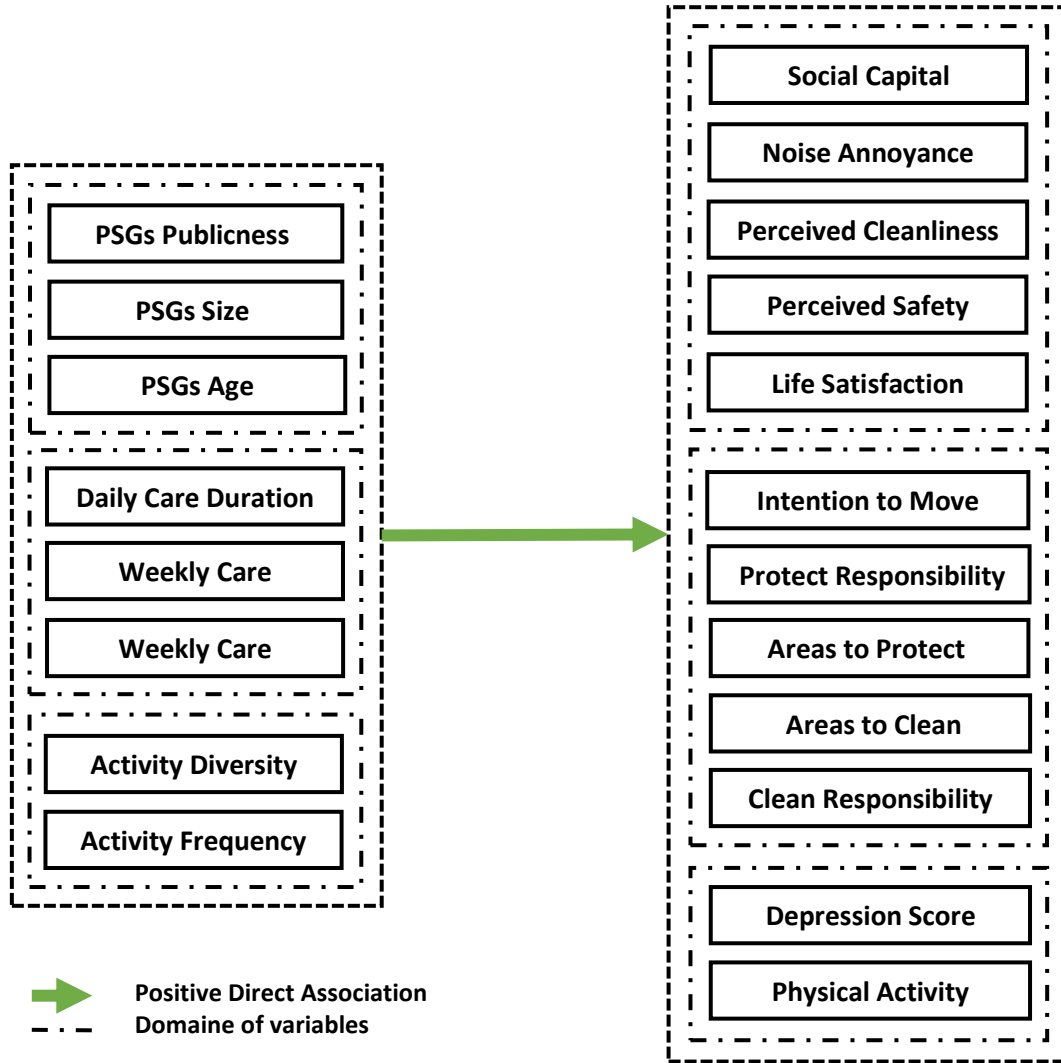 PSGs Publicness
PSGs Size
PSGs Age
Daily Care Duration
Weekly Care
Weekly Care
Activity Diversity
Activity Frequency
Social Capital
Noise Annoyance
Perceived Cleanliness
Perceived Safety
Life Satisfaction
Intention to Move
Protect Responsibility
Areas to Protect
Areas to Clean
Clean Responsibility
Depression Score
Physical Activity
Positive Direct Association
Domaine of variables